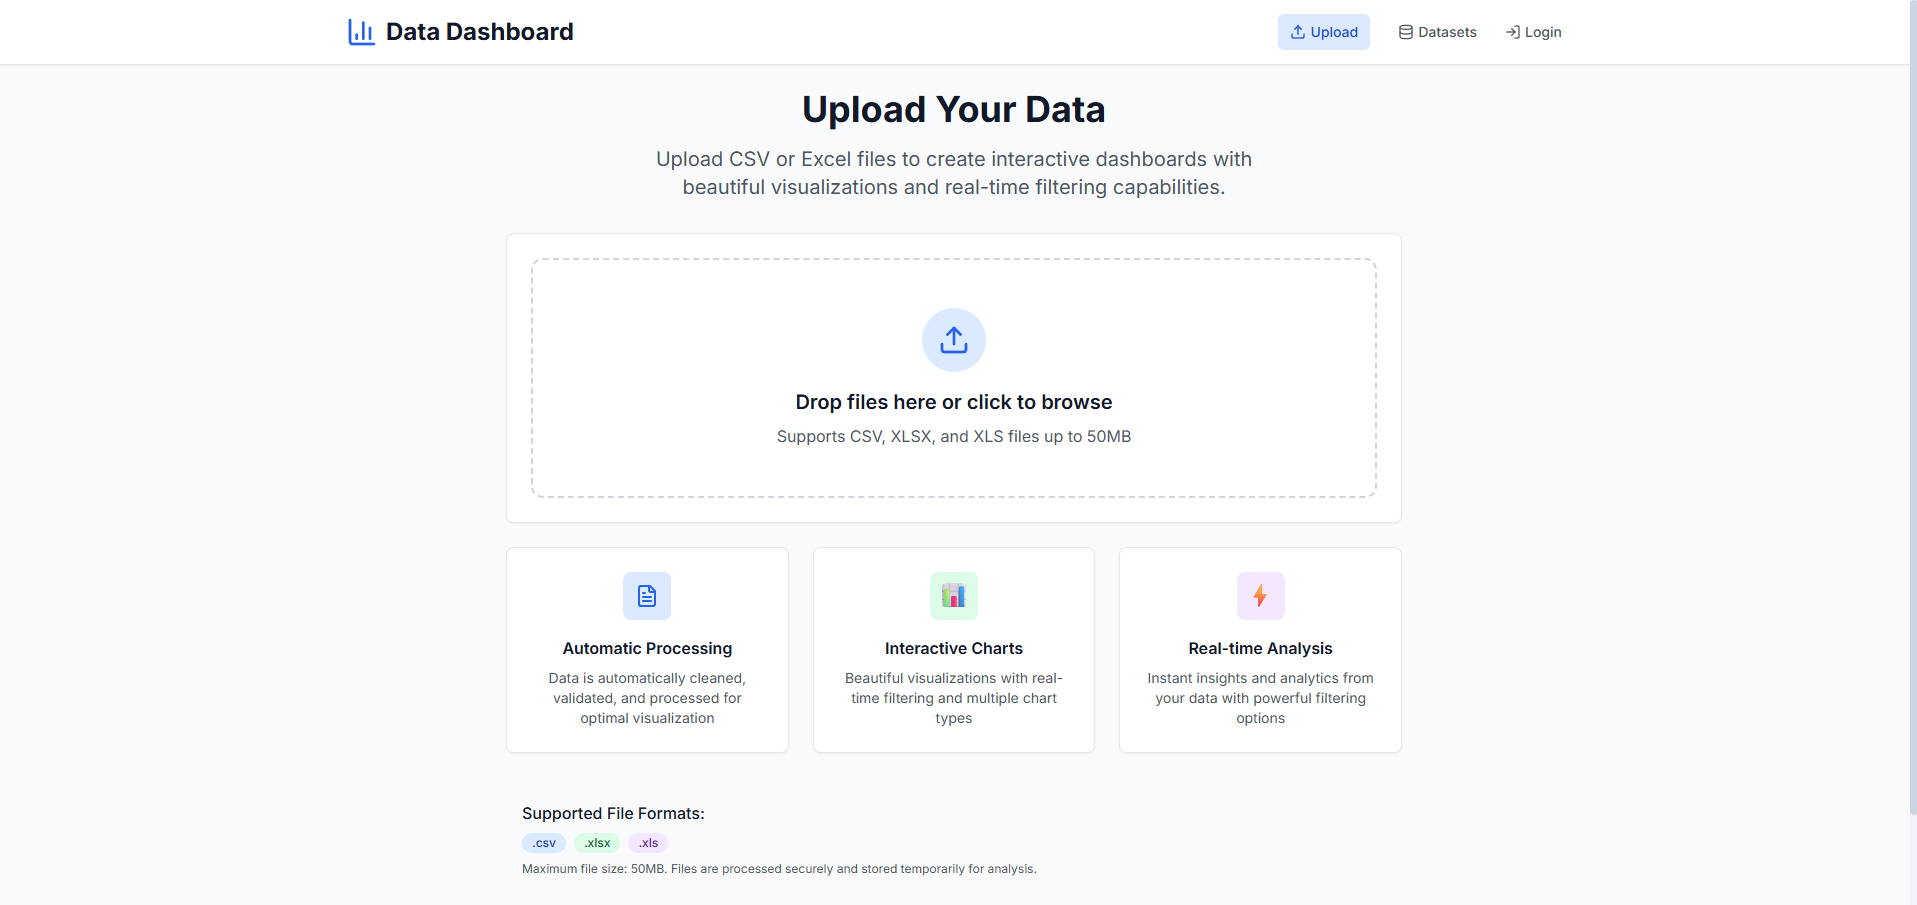 Data Dashboard
Upload
Datasets
Login
Upload Your Data
Upload CSV or Excel files to create interactive dashboards with
beautiful visualizations and real-time filtering capabilities.
Drop files here or click to browse
Supports CSV, XLSX, and XLS files up to 50MB
Automatic Processing
Data is automatically cleaned,
validated, and processed for
optimal visualization
Interactive Charts
Beautiful visualizations with real-
time filtering and multiple chart
types
Real-time Analysis
Instant insights and analytics from
your data with powerful filtering
options
Supported File Formats:
.csv
.xlsx
.xls
Maximum file size: 50MB. Files are processed securely and stored temporarily for analysis.